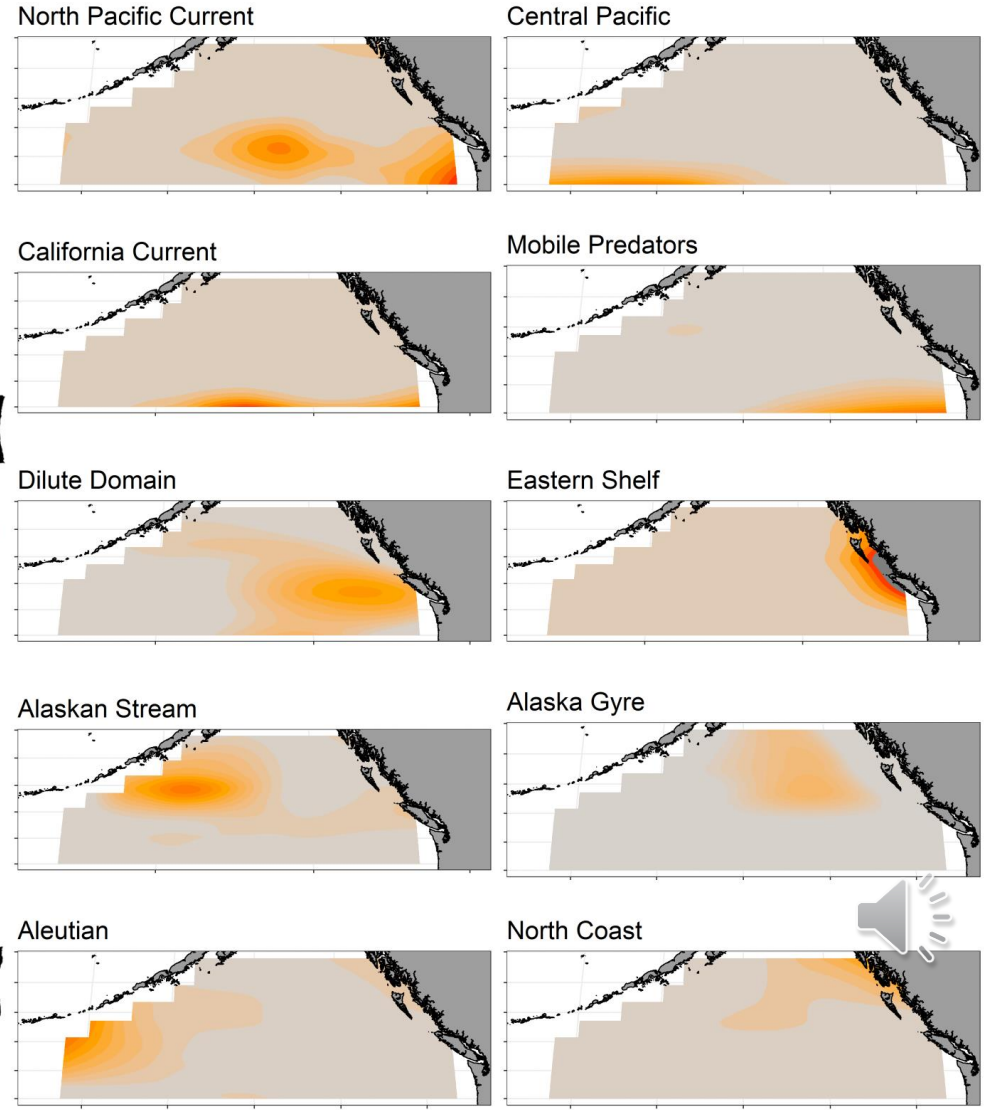 North Pacific Current
Central Pacific
California Current
Mobile Predators
Dilute Domain
Eastern Shelf
Alaskan Stream
Alaska Gyre
Aleutian
North Coast